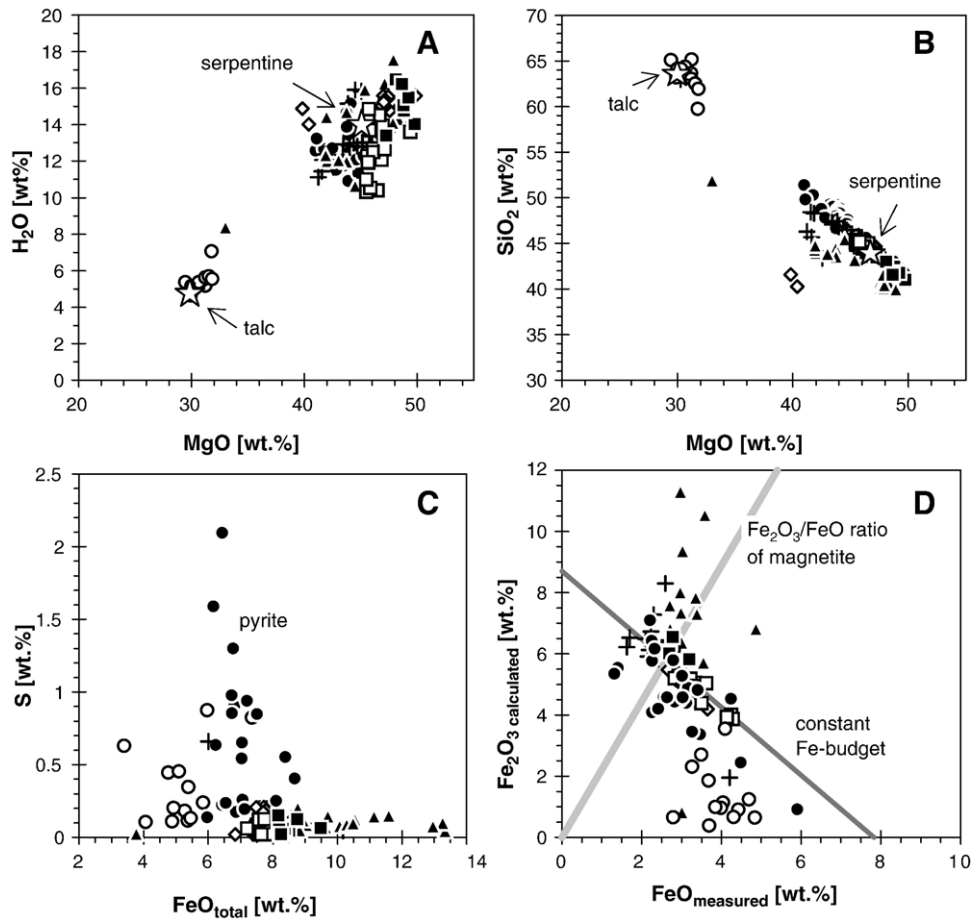 A
H₂O [wt%]
20
18
16
14
12
10
8
6
4
2
0
serpentine
talc
20
30
40
50
MgO [wt.%]
B
SiO₂ [wt%]
70
65
60
55
50
45
40
35
30
talc
serpentine
20
30
40
50
MgO [wt.%]
C
S [wt.%]
2.5
2
1.5
1
0.5
0
pyrite
2
4
6
8
10
12
14
FeOtotal [wt.%]
D
Fe₂O₃ calculated [wt.%]
12
10
8
6
4
2
0
Fe₂O₃/FeO ratio
of magnetite
constant
Fe-budget
0
2
4
6
8
10
FeOmeasured [wt.%]